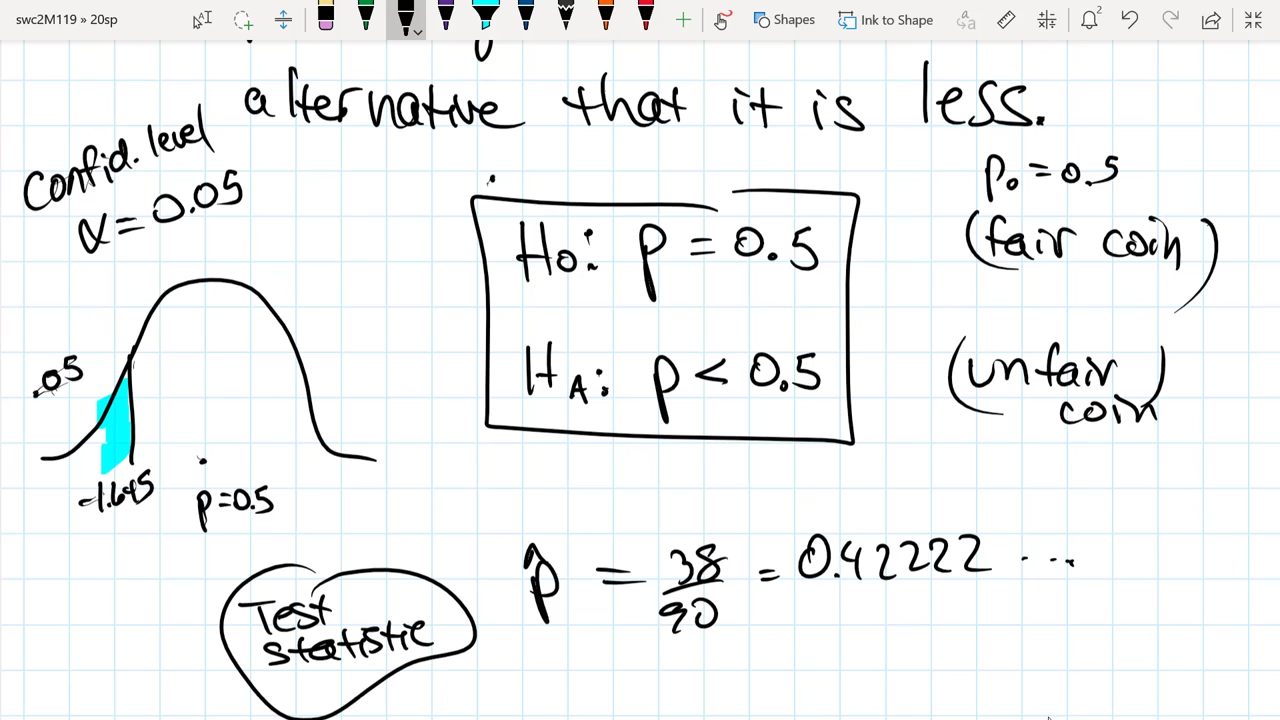 swc2M119 » 20sp
Shapes
Ink to Shape
2
alternative that it is less.
Confid. level
α = 0.05
p₀ = 0.5
(fair coin)
H₀: p = 0.5
HA: p < 0.5
(unfair
coin)
.05
-1.645
p=0.5
p̂ = 38/90 = 0.42222 ...
Test
statistic